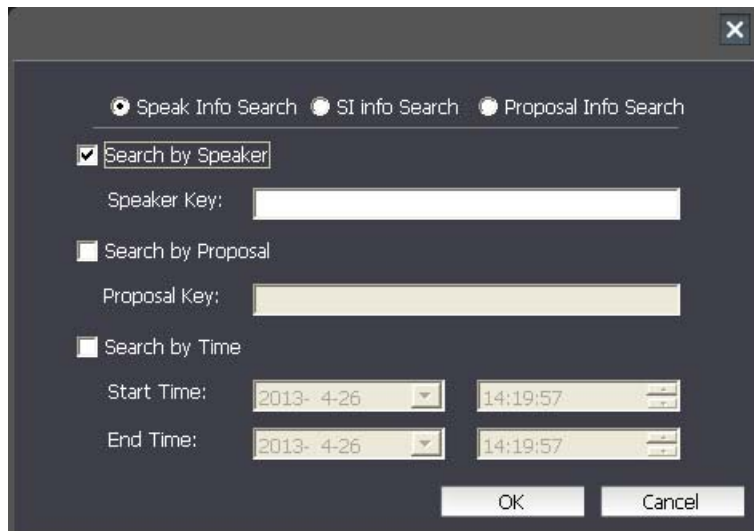 Speak Info Search SI info Search Proposal Info Search
Search by Speaker
Speaker Key:
Search by Proposal
Proposal Key:
Search by Time
Start Time: 2013- 4-26 14:19:57
End Time: 2013- 4-26 14:19:57
OK Cancel